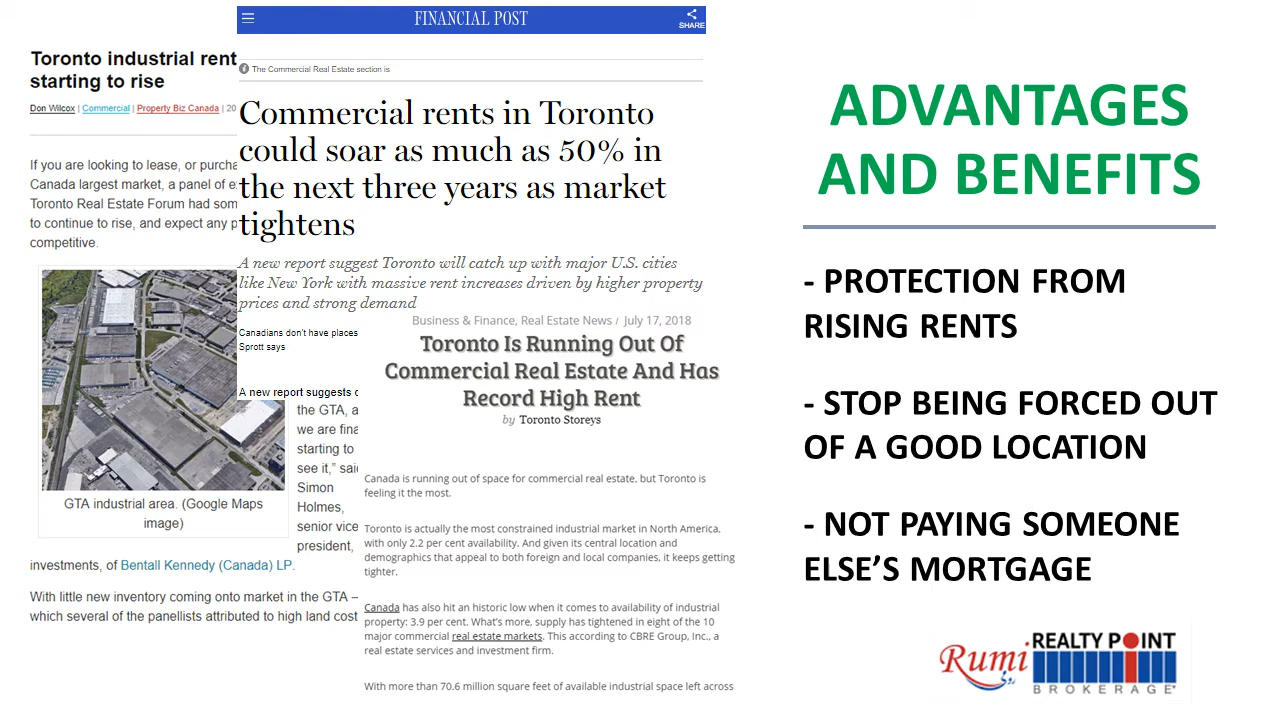 Toronto industrial rent
starting to rise
Don Wilcox | Commercial | Property Biz Canada | 20
If you are looking to lease, or purcha
Canada largest market, a panel of e
Toronto Real Estate Forum had som
to continue to rise, and expect any p
competitive.
GTA industrial area. (Google Maps
image)
the GTA, a
we are fina
starting to
see it,” said
Simon
Holmes,
senior vice
president,
investments, of Bentall Kennedy (Canada) LP.
With little new inventory coming onto market in the GTA –
which several of the panellists attributed to high land cost
FINANCIAL POST
SHARE
The Commercial Real Estate section is
Commercial rents in Toronto
could soar as much as 50% in
the next three years as market
tightens
A new report suggest Toronto will catch up with major U.S. cities
like New York with massive rent increases driven by higher property
prices and strong demand
Canadians don't have places
Sprott says
A new report suggests c
Business & Finance, Real Estate News / July 17, 2018
Toronto Is Running Out Of
Commercial Real Estate And Has
Record High Rent
by Toronto Storeys
Canada is running out of space for commercial real estate, but Toronto is
feeling it the most.
Toronto is actually the most constrained industrial market in North America,
with only 2.2 per cent availability. And given its central location and
demographics that appeal to both foreign and local companies, it keeps getting
tighter.
Canada has also hit an historic low when it comes to availability of industrial
property: 3.9 per cent. What's more, supply has tightened in eight of the 10
major commercial real estate markets. This according to CBRE Group, Inc., a
real estate services and investment firm.
With more than 70.6 million square feet of available industrial space left across
ADVANTAGES
AND BENEFITS
- PROTECTION FROM
RISING RENTS
- STOP BEING FORCED OUT
OF A GOOD LOCATION
- NOT PAYING SOMEONE
ELSE’S MORTGAGE
Rumi
REALTY POINT
BROKERAGE